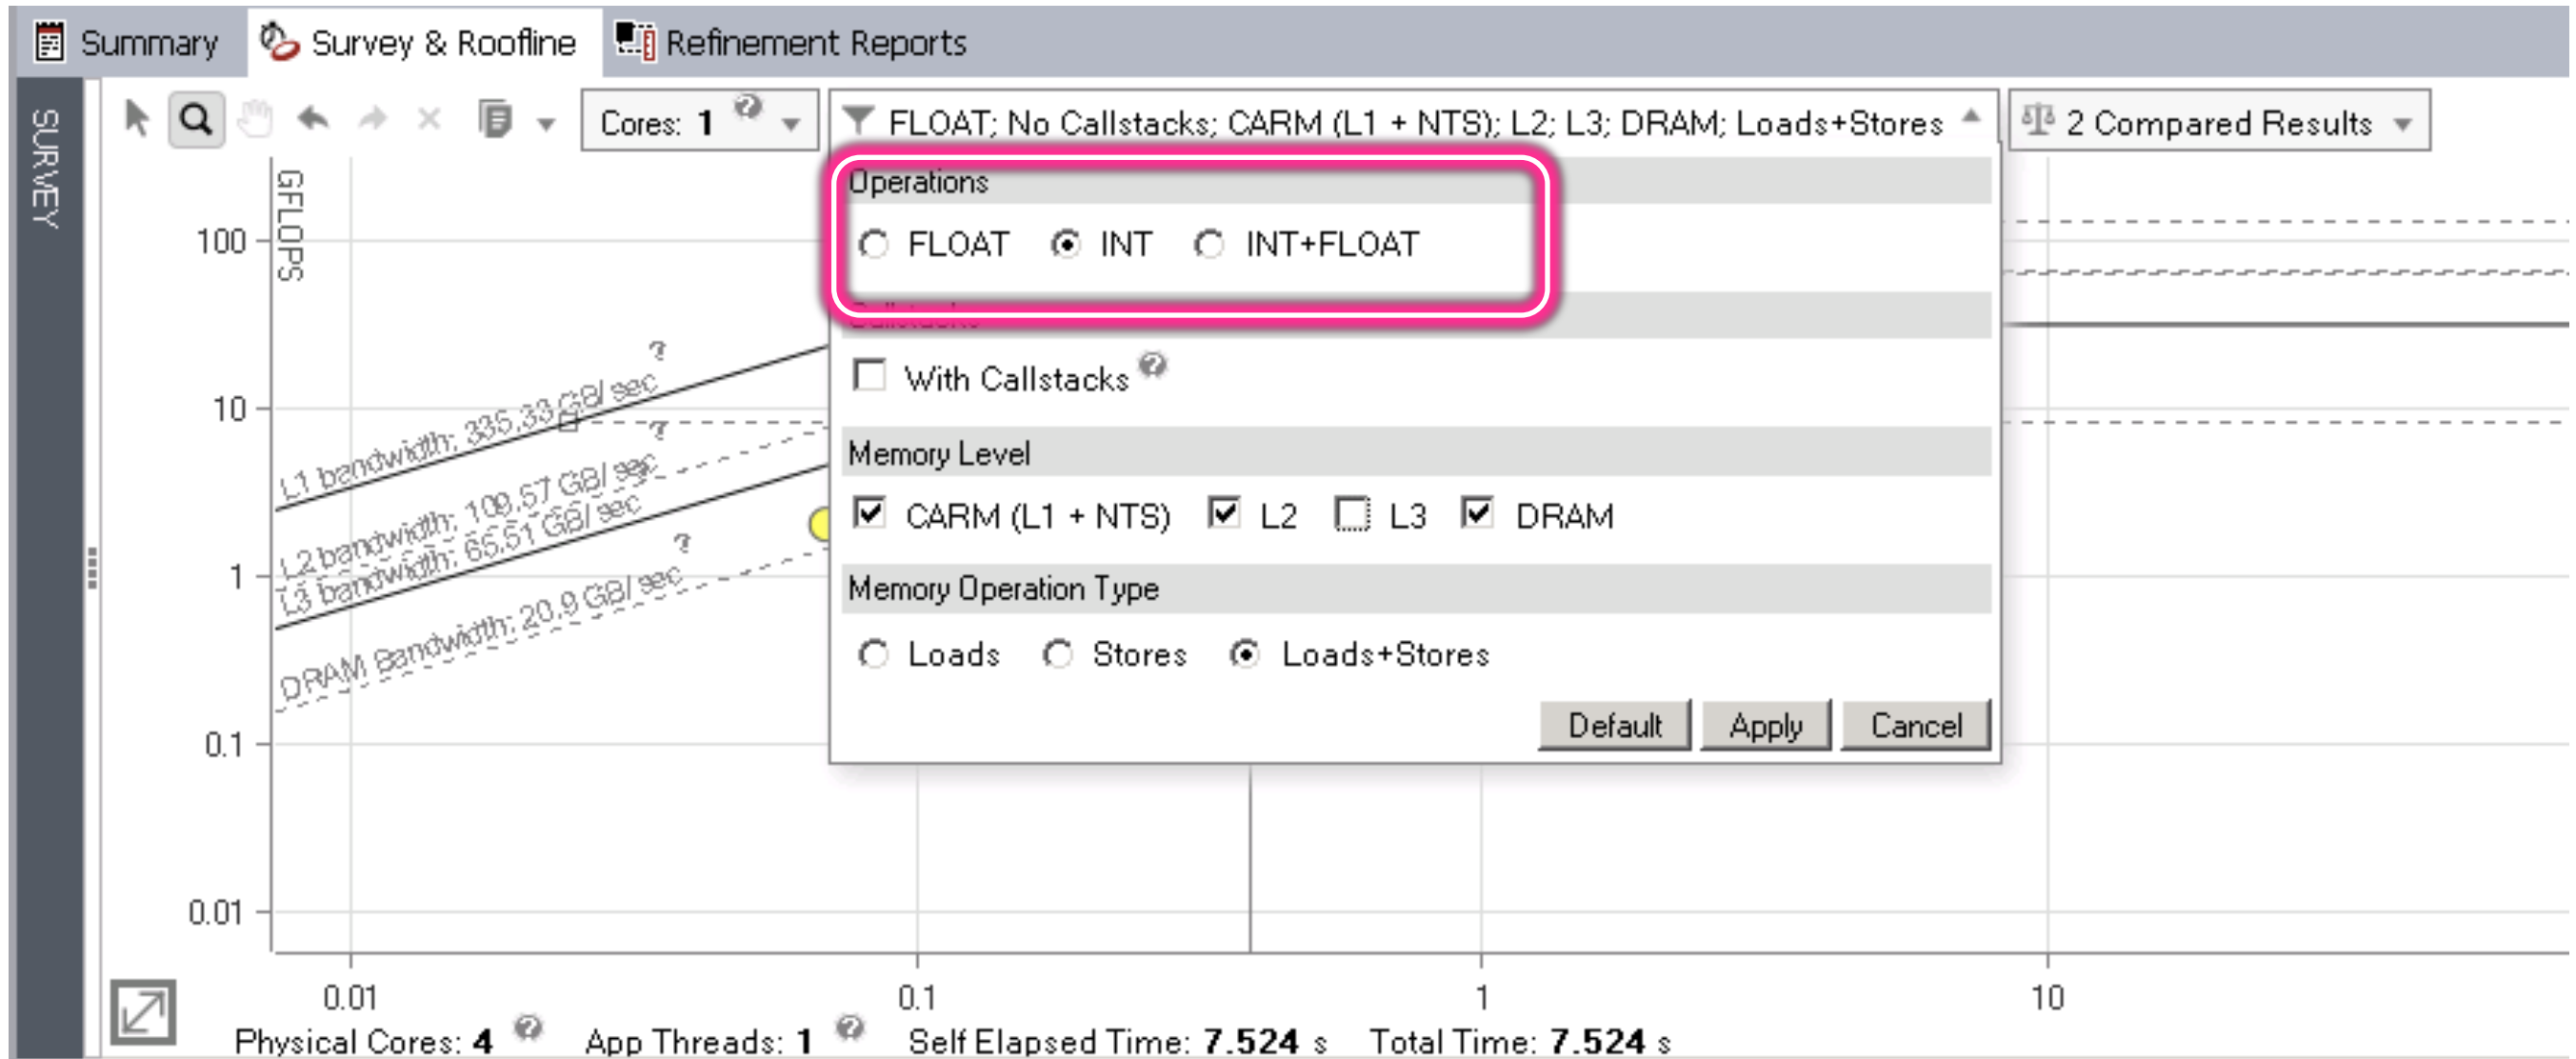 Summary Survey & Roofline Refinement Reports
SURVEY
Cores: 1 FLOAT; No Callstacks; CARM (L1 + NTS); L2; L3; DRAM; Loads+Stores 2 Compared Results
Operations
FLOAT INT INT+FLOAT
Callstacks
With Callstacks
Memory Level
CARM (L1 + NTS) L2 L3 DRAM
Memory Operation Type
Loads Stores Loads+Stores
Default Apply Cancel
GFLOPS
100
10
1
0.1
0.01
L1 bandwidth: 335,33 GB/sec ?
L2 bandwidth: 109,57 GB/sec ?
L3 bandwidth: 65,51 GB/sec
DRAM Bandwidth: 20,9 GB/sec ?
0.01 0.1 1 10
Physical Cores: 4 App Threads: 1 Self Elapsed Time: 7.524 s Total Time: 7.524 s